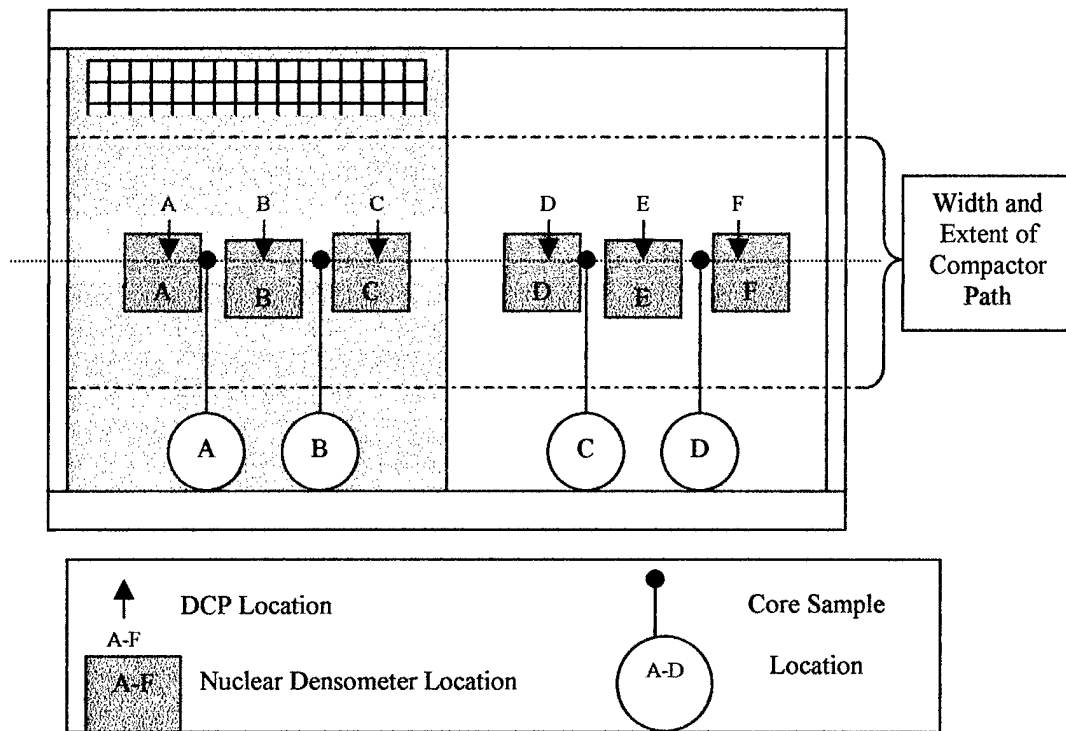 A B C D E F
Width and
Extent of
Compactor
Path
A B C D E F
A B C D
DCP Location
Core Sample
A-F
A-F
Nuclear Densometer Location
A-D
Location